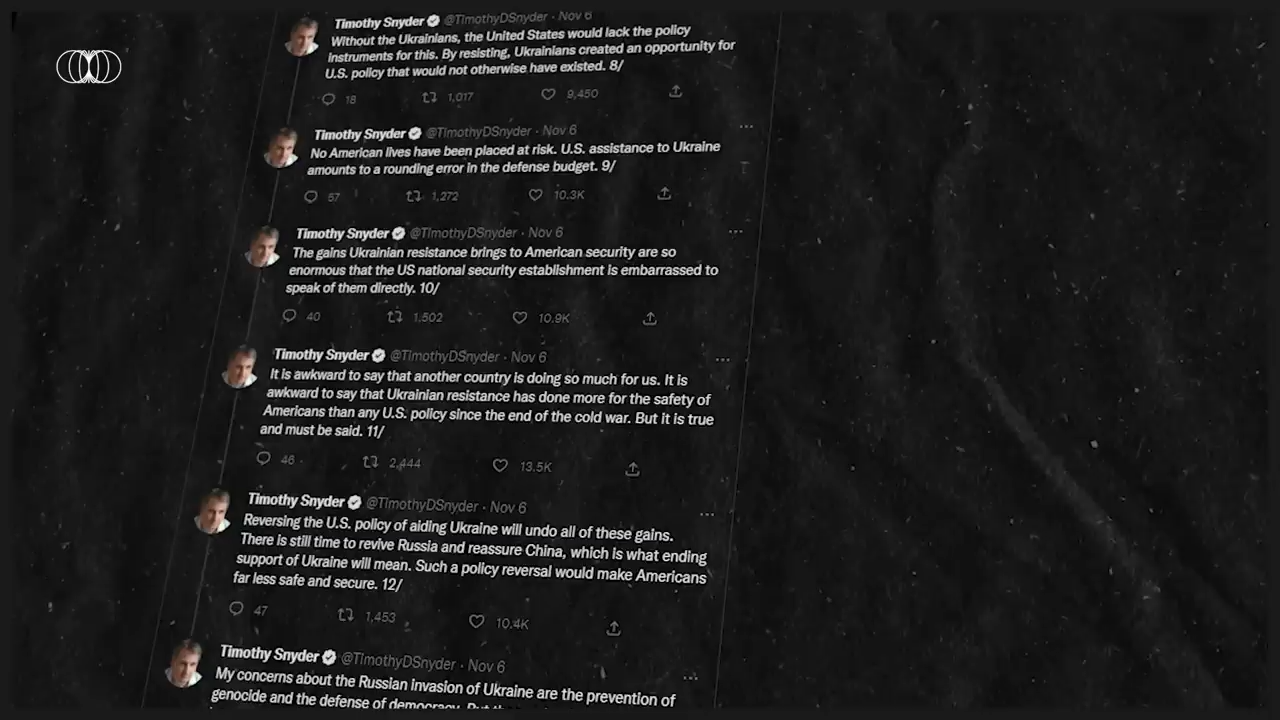 Timothy Snyder @TimothyDSnyder · Nov 6
Without the Ukrainians, the United States would lack the policy
instruments for this. By resisting, Ukrainians created an opportunity for
U.S. policy that would not otherwise have existed. 8/
18 1,017 9,450
Timothy Snyder @TimothyDSnyder · Nov 6
No American lives have been placed at risk. U.S. assistance to Ukraine
amounts to a rounding error in the defense budget. 9/
57 1,272 10.3K
Timothy Snyder @TimothyDSnyder · Nov 6
The gains Ukrainian resistance brings to American security are so
enormous that the US national security establishment is embarrassed to
speak of them directly. 10/
40 1,502 10.9K
Timothy Snyder @TimothyDSnyder · Nov 6
It is awkward to say that another country is doing so much for us. It is
awkward to say that Ukrainian resistance has done more for the safety of
Americans than any U.S. policy since the end of the cold war. But it is true
and must be said. 11/
46 2,444 13.5K
Timothy Snyder @TimothyDSnyder · Nov 6
Reversing the U.S. policy of aiding Ukraine will undo all of these gains.
There is still time to revive Russia and reassure China, which is what ending
support of Ukraine will mean. Such a policy reversal would make Americans
far less safe and secure. 12/
47 1,453 10.4K
Timothy Snyder @TimothyDSnyder · Nov 6
My concerns about the Russian invasion of Ukraine are the prevention of
genocide and the defense of democracy. But